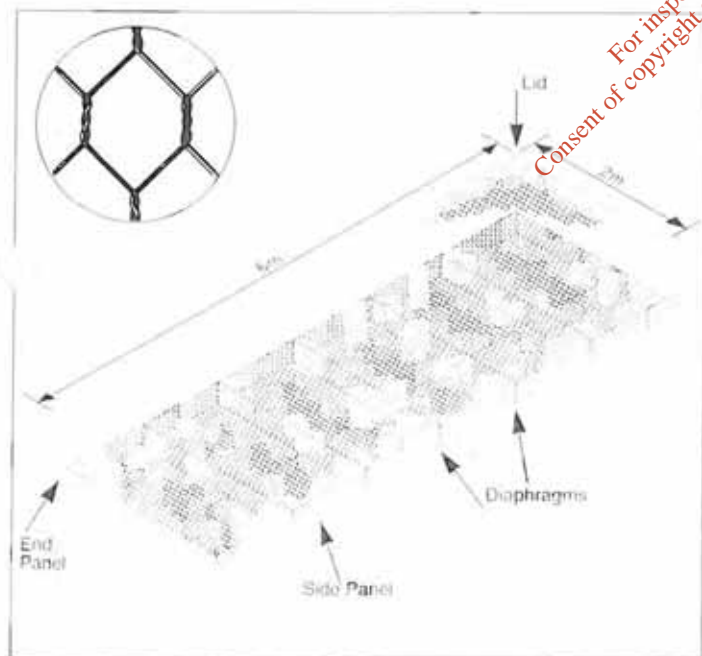 For insp
Consent of copyright
Lid
2m
Diaphragms
End
Panel
Side Panel